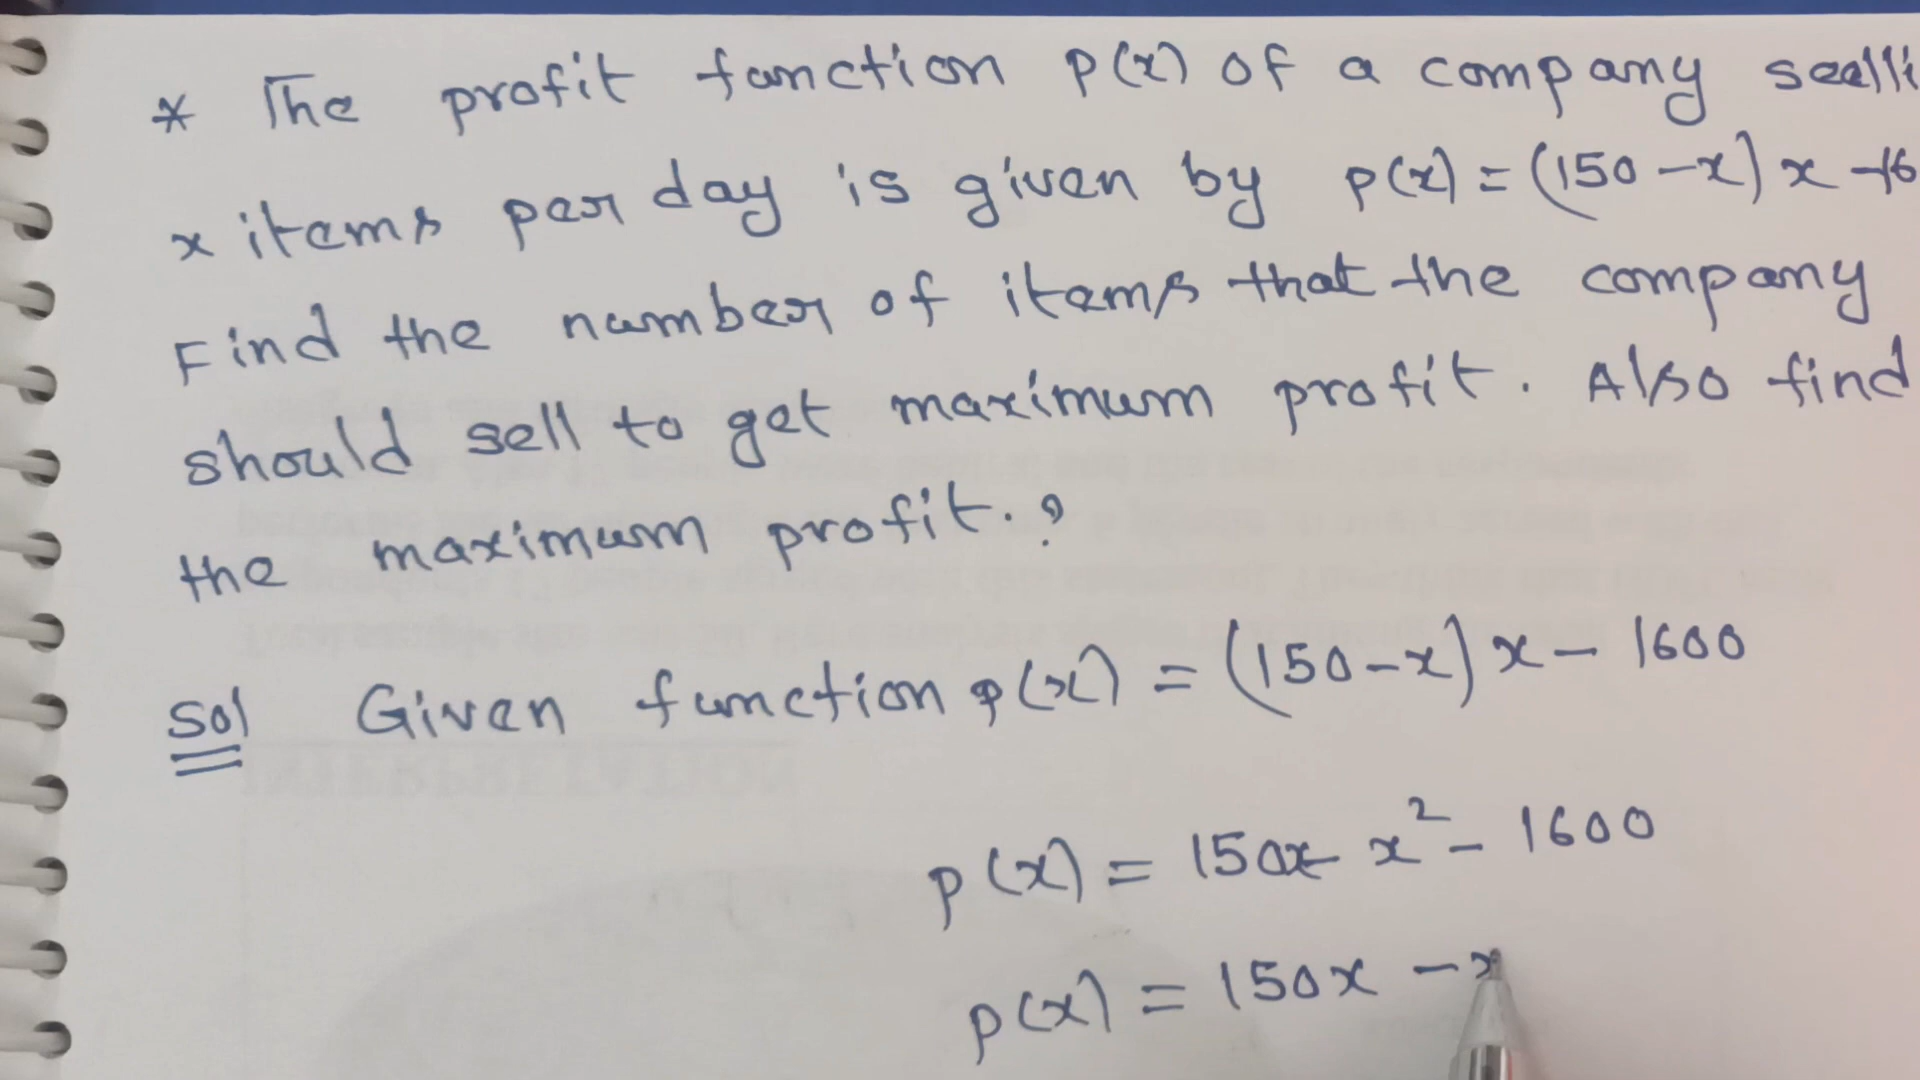 * The profit function p(x) of a company sealli
x items per day is given by p(x) = (150 - x) x - 16
Find the number of items that the company
should sell to get maximum profit. Also find
the maximum profit.?
Sol Given function p(x) = (150 - x) x - 1600
p(x) = 150x - x² - 1600
p(x) = 150x - x